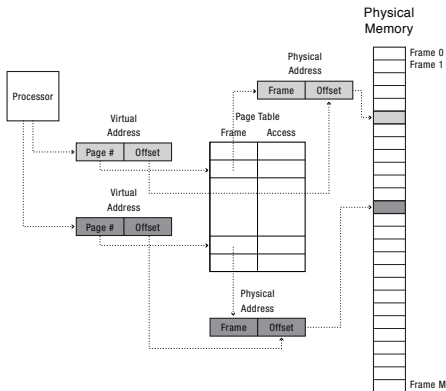 Physical
Memory
Frame 0
Frame 1
Physical
Address
Frame Offset
Processor
Virtual
Address
Page # Offset
Page Table
Frame Access
Virtual
Address
Page # Offset
Physical
Address
Frame Offset
Frame M